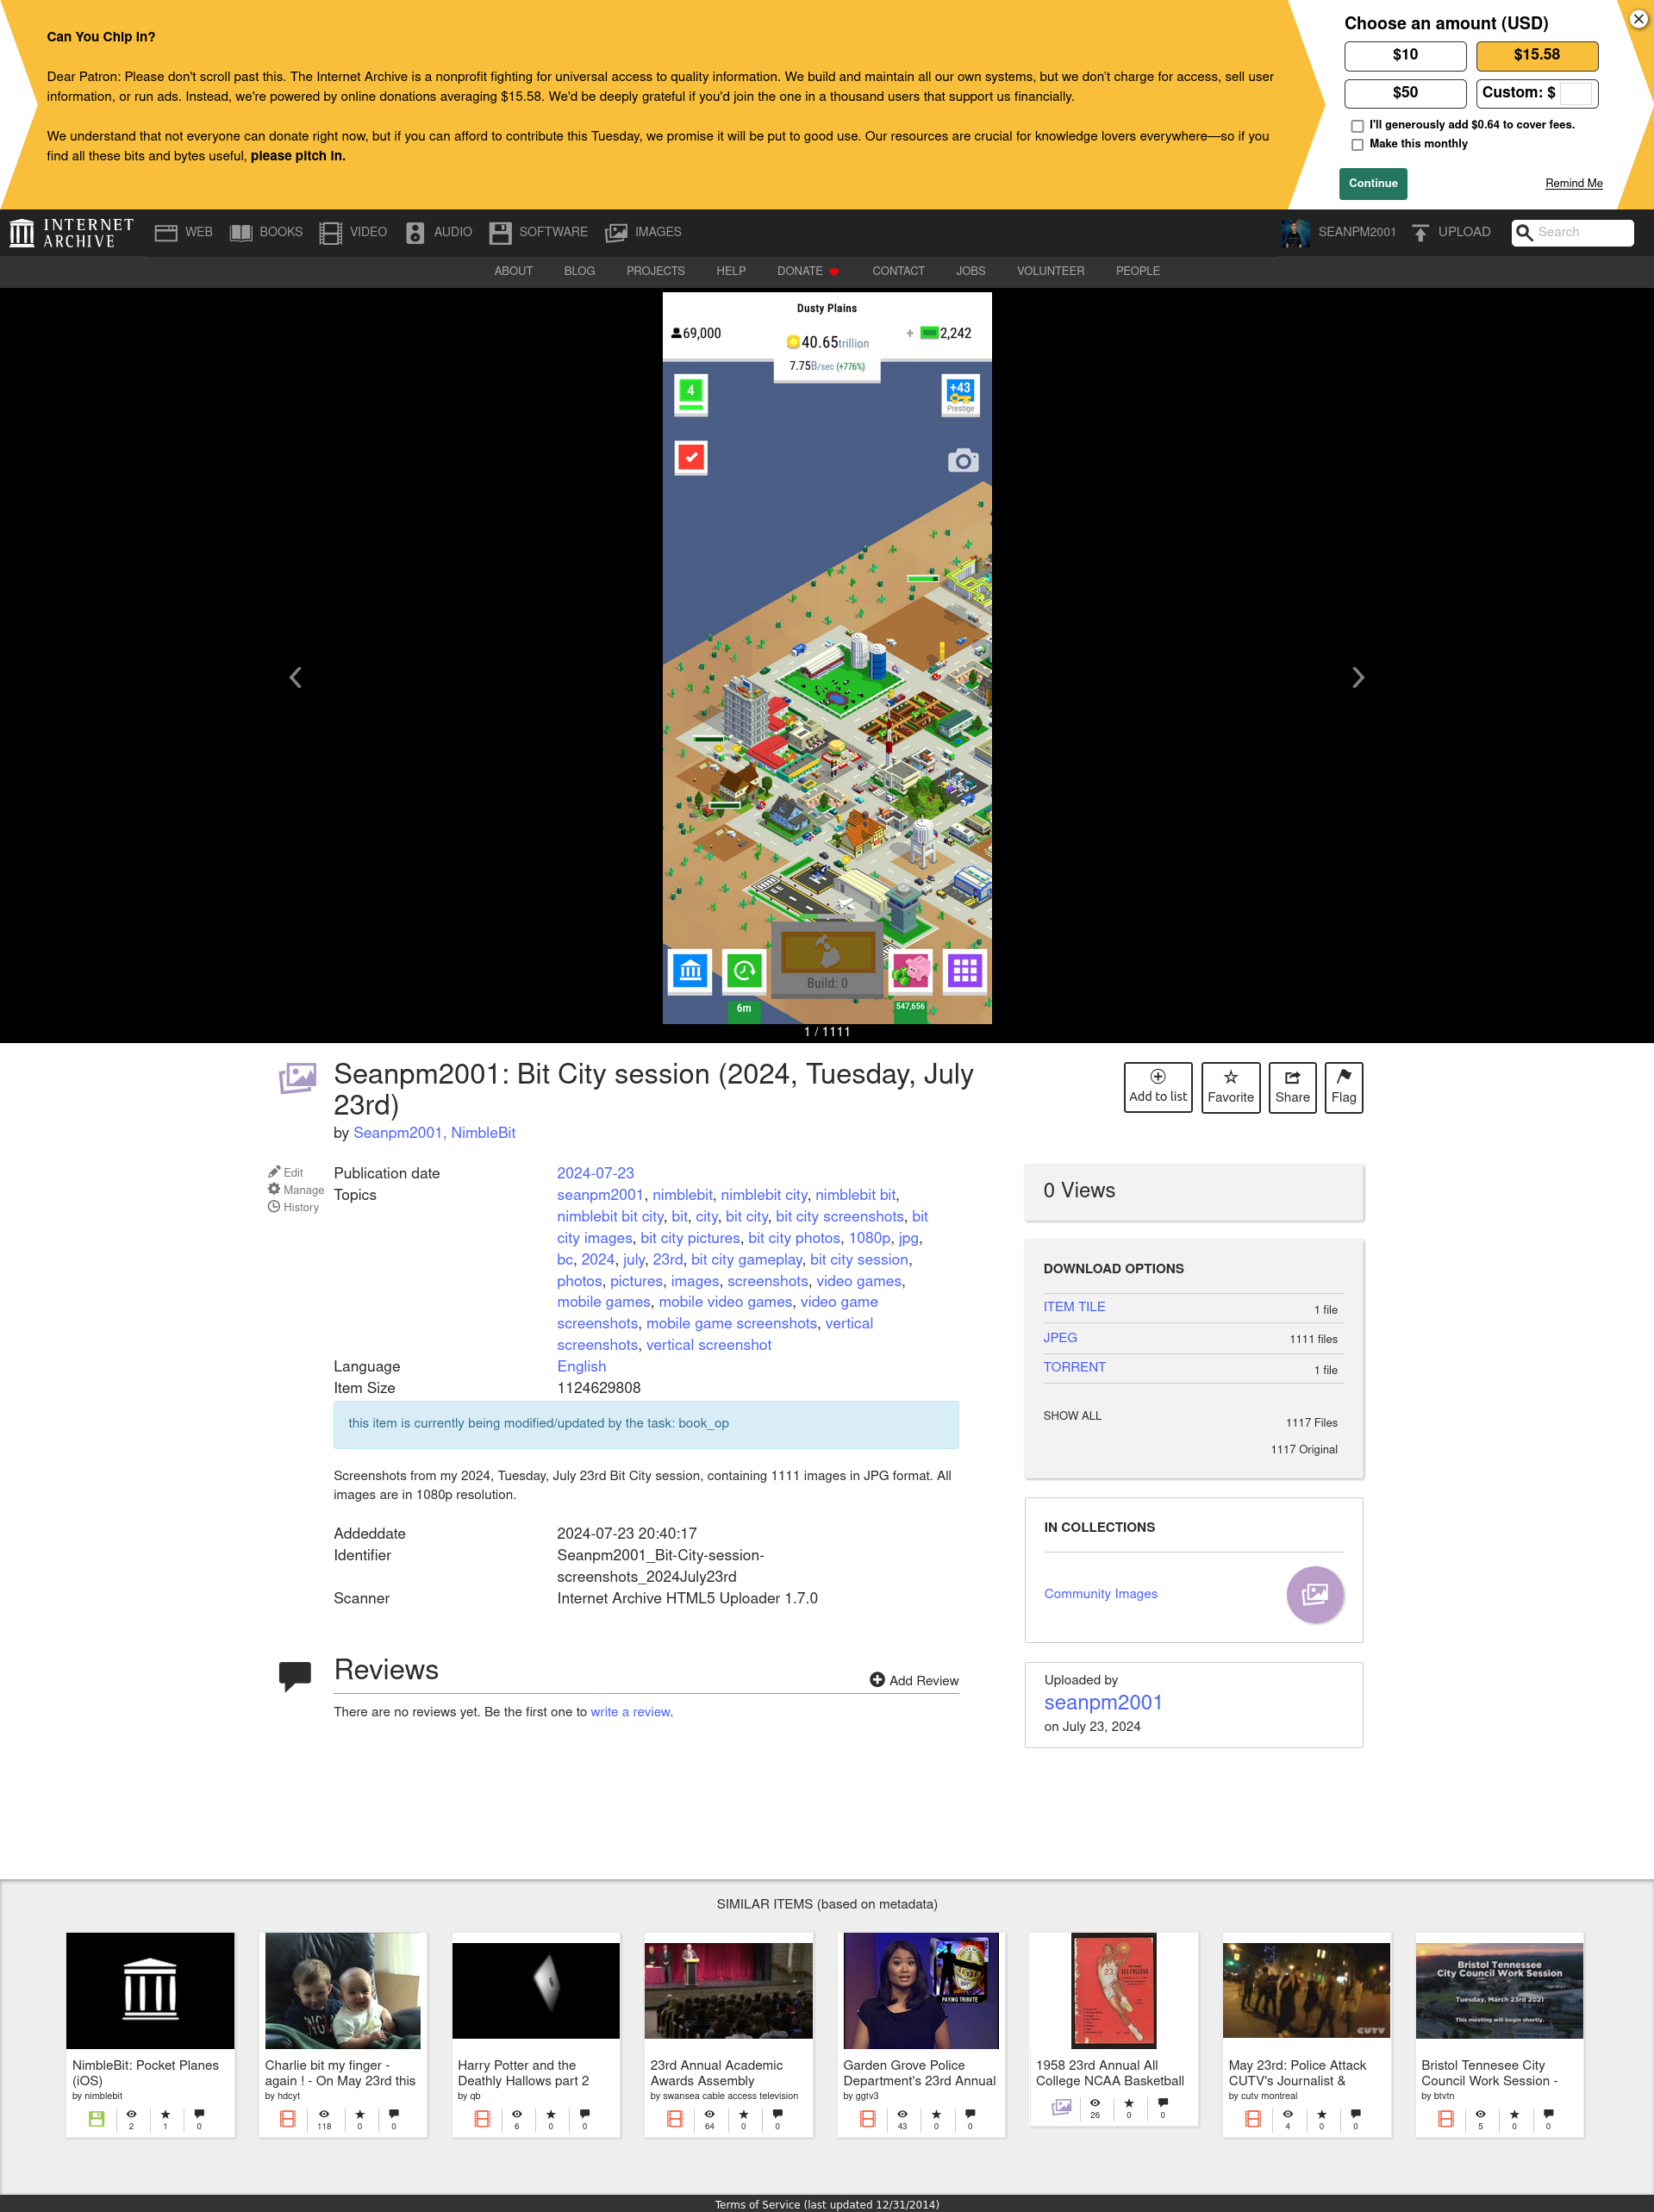 Can You Chip In?
Dear Patron: Please don't scroll past this. The Internet Archive is a nonprofit fighting for universal access to quality information. We build and maintain all our own systems, but we don't charge for access, sell user
information, or run ads. Instead, we're powered by online donations averaging $15.58. We'd be deeply grateful if you'd join the one in a thousand users that support us financially.
We understand that not everyone can donate right now, but if you can afford to contribute this Tuesday, we promise it will be put to good use. Our resources are crucial for knowledge lovers everywhere—so if you
find all these bits and bytes useful, please pitch in.
Choose an amount (USD)
$10
$15.58
$50
Custom: $
I'll generously add $0.64 to cover fees.
Make this monthly
Continue
Remind Me
INTERNET
ARCHIVE
WEB
BOOKS
VIDEO
AUDIO
SOFTWARE
IMAGES
SEANPM2001
UPLOAD
Search
ABOUT
BLOG
PROJECTS
HELP
DONATE
CONTACT
JOBS
VOLUNTEER
PEOPLE
Dusty Plains
69,000
40.65trillion
+ 2,242
7.75B/sec (+776%)
4
+43
Prestige
Build: 0
6m
547,656
1 / 1111
Seanpm2001: Bit City session (2024, Tuesday, July
23rd)
by Seanpm2001, NimbleBit
Add to list
Favorite
Share
Flag
Edit
Manage
History
Publication date 2024-07-23
Topics seanpm2001, nimblebit, nimblebit city, nimblebit bit,
nimblebit bit city, bit, city, bit city, bit city screenshots, bit
city images, bit city pictures, bit city photos, 1080p, jpg,
bc, 2024, july, 23rd, bit city gameplay, bit city session,
photos, pictures, images, screenshots, video games,
mobile games, mobile video games, video game
screenshots, mobile game screenshots, vertical
screenshots, vertical screenshot
Language English
Item Size 1124629808
this item is currently being modified/updated by the task: book_op
Screenshots from my 2024, Tuesday, July 23rd Bit City session, containing 1111 images in JPG format. All
images are in 1080p resolution.
Addeddate 2024-07-23 20:40:17
Identifier Seanpm2001_Bit-City-session-
screenshots_2024July23rd
Scanner Internet Archive HTML5 Uploader 1.7.0
Reviews
Add Review
There are no reviews yet. Be the first one to write a review.
0 Views
DOWNLOAD OPTIONS
ITEM TILE 1 file
JPEG 1111 files
TORRENT 1 file
SHOW ALL 1117 Files
1117 Original
IN COLLECTIONS
Community Images
Uploaded by
seanpm2001
on July 23, 2024
SIMILAR ITEMS (based on metadata)
NimbleBit: Pocket Planes
(iOS)
by nimblebit
2 1 0
Charlie bit my finger -
again ! - On May 23rd this
by hdcyt
118 0 0
Harry Potter and the
Deathly Hallows part 2
by qb
6 0 0
23rd Annual Academic
Awards Assembly
by swansea cable access television
64 0 0
PAYING TRIBUTE
Garden Grove Police
Department's 23rd Annual
by ggtv3
43 0 0
23
ALL-COLLEGE
1958 23rd Annual All
College NCAA Basketball
26 0 0
CUTV
May 23rd: Police Attack
CUTV's Journalist &
by cutv montreal
4 0 0
Bristol Tennessee
City Council Work Session
Tuesday, March 23rd 2021
This meeting will begin shortly.
Bristol Tennesee City
Council Work Session -
by btvtn
5 0 0
Terms of Service (last updated 12/31/2014)